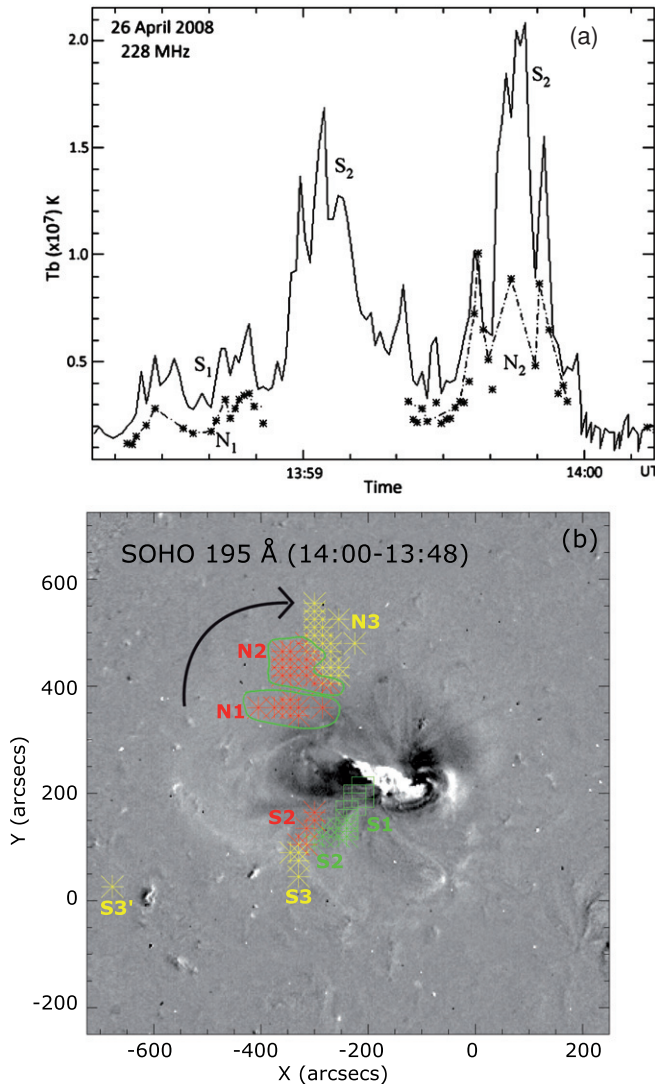 26 April 2008
228 MHz
(a)
2.0
1.5
1.0
0.5
Tb (x10⁷) K
S₁
N₁
S₂
S₂
N₂
13:59
14:00
UT
Time
(b)
SOHO 195 Å (14:00-13:48)
600
400
200
0
-200
Y (arcsecs)
N3
N2
N1
S2
S1
S2
S3
S3'
-600
-400
-200
0
200
X (arcsecs)